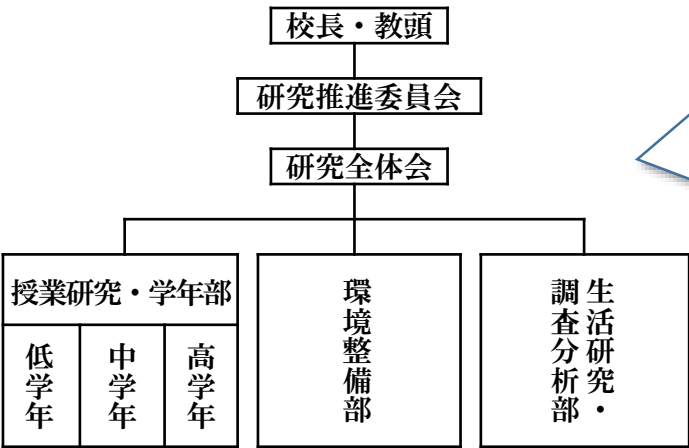 校長・教頭
研究推進委員会
研究全体会
授業研究・学年部
低学年
中学年
高学年
環境整備部
生活研究・
調査分析部